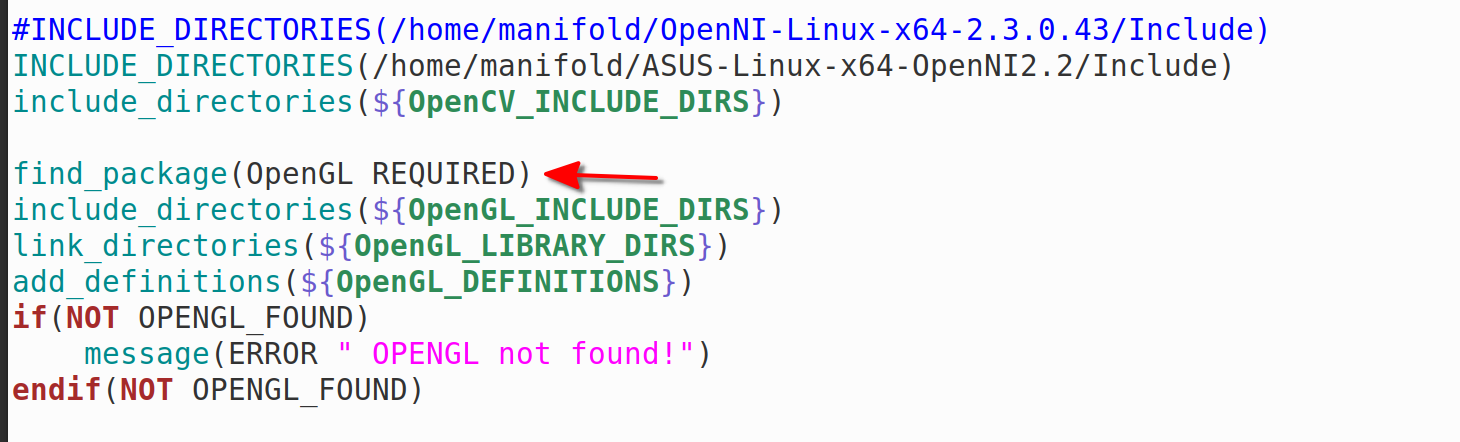 #INCLUDE_DIRECTORIES(/home/manifold/OpenNI-Linux-x64-2.3.0.43/Include)
INCLUDE_DIRECTORIES(/home/manifold/ASUS-Linux-x64-OpenNI2.2/Include)
include_directories(${OpenCV_INCLUDE_DIRS})

find_package(OpenGL REQUIRED)
include_directories(${OpenGL_INCLUDE_DIRS})
link_directories(${OpenGL_LIBRARY_DIRS})
add_definitions(${OpenGL_DEFINITIONS})
if(NOT OPENGL_FOUND)
    message(ERROR " OPENGL not found!")
endif(NOT OPENGL_FOUND)